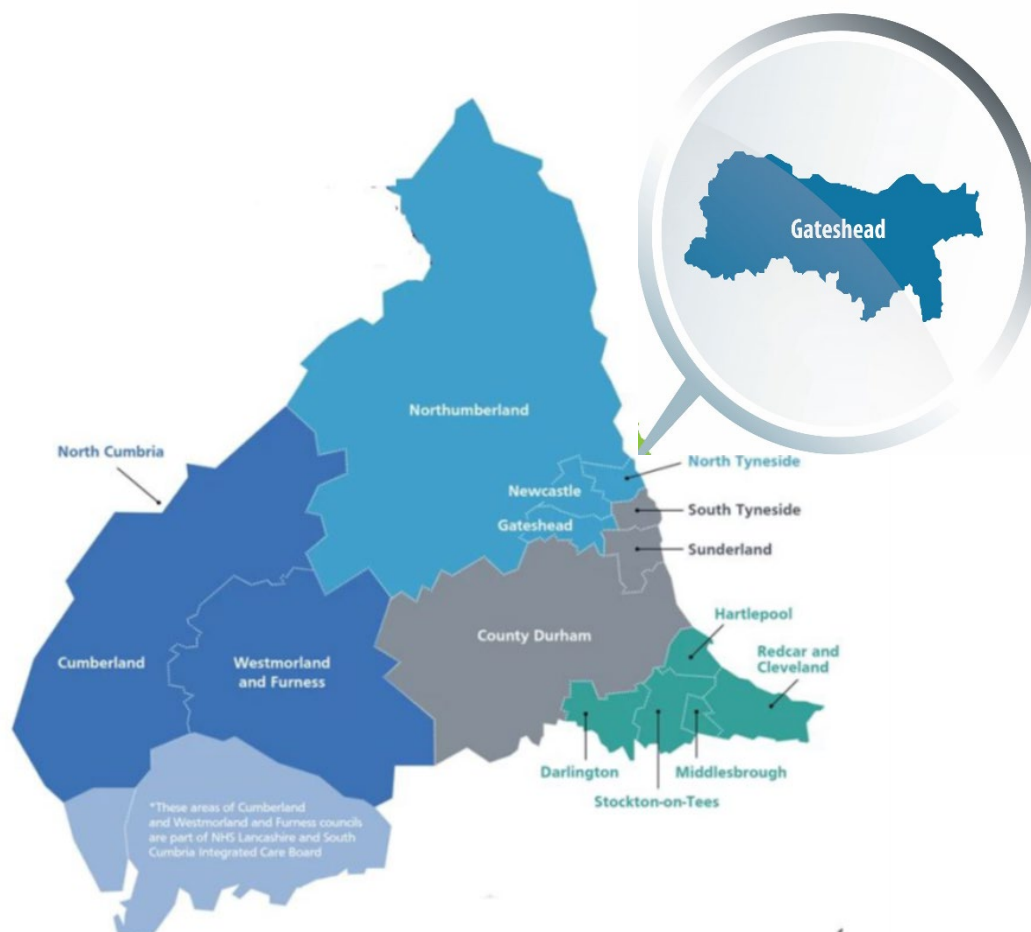 Gateshead
Northumberland
North Cumbria
North Tyneside
Newcastle
South Tyneside
Gateshead
Sunderland
Hartlepool
County Durham
Redcar and
Cleveland
Cumberland
Westmorland
and Furness
Darlington
Middlesbrough
Stockton-on-Tees
*These areas of Cumberland
and Westmorland and Furness councils
are part of NHS Lancashire and South
Cumbria Integrated Care Board